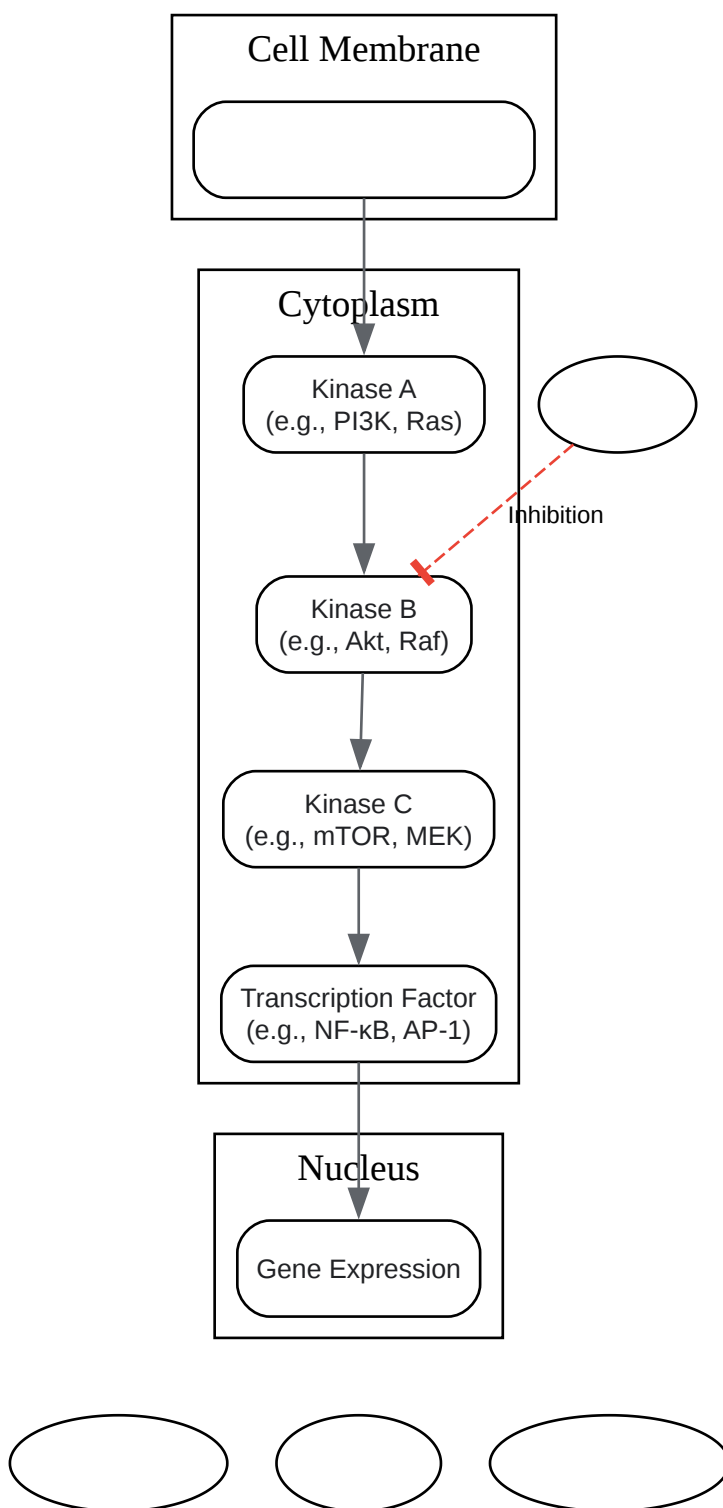 Cell Membrane
Cytoplasm
Kinase A
(e.g., PI3K, Ras)
Inhibition
Kinase B
(e.g., Akt, Raf)
Kinase C
(e.g., mTOR, MEK)
Transcription Factor
(e.g., NF-κB, AP-1)
Nucleus
Gene Expression